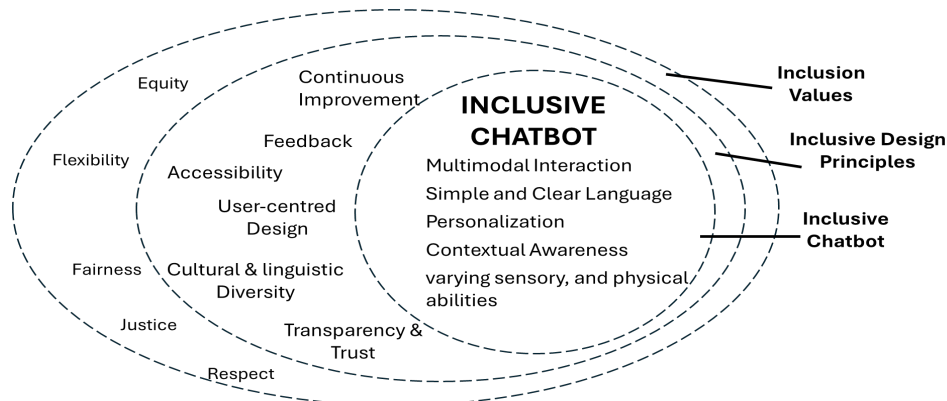 Equity
Flexibility
Fairness
Justice
Respect
Continuous
Improvement
Feedback
Accessibility
User-centred
Design
Cultural & linguistic
Diversity
Transparency &
Trust
INCLUSIVE
CHATBOT
Multimodal Interaction
Simple and Clear Language
Personalization
Contextual Awareness
varying sensory, and physical
abilities
Inclusion
Values
Inclusive Design
Principles
Inclusive
Chatbot